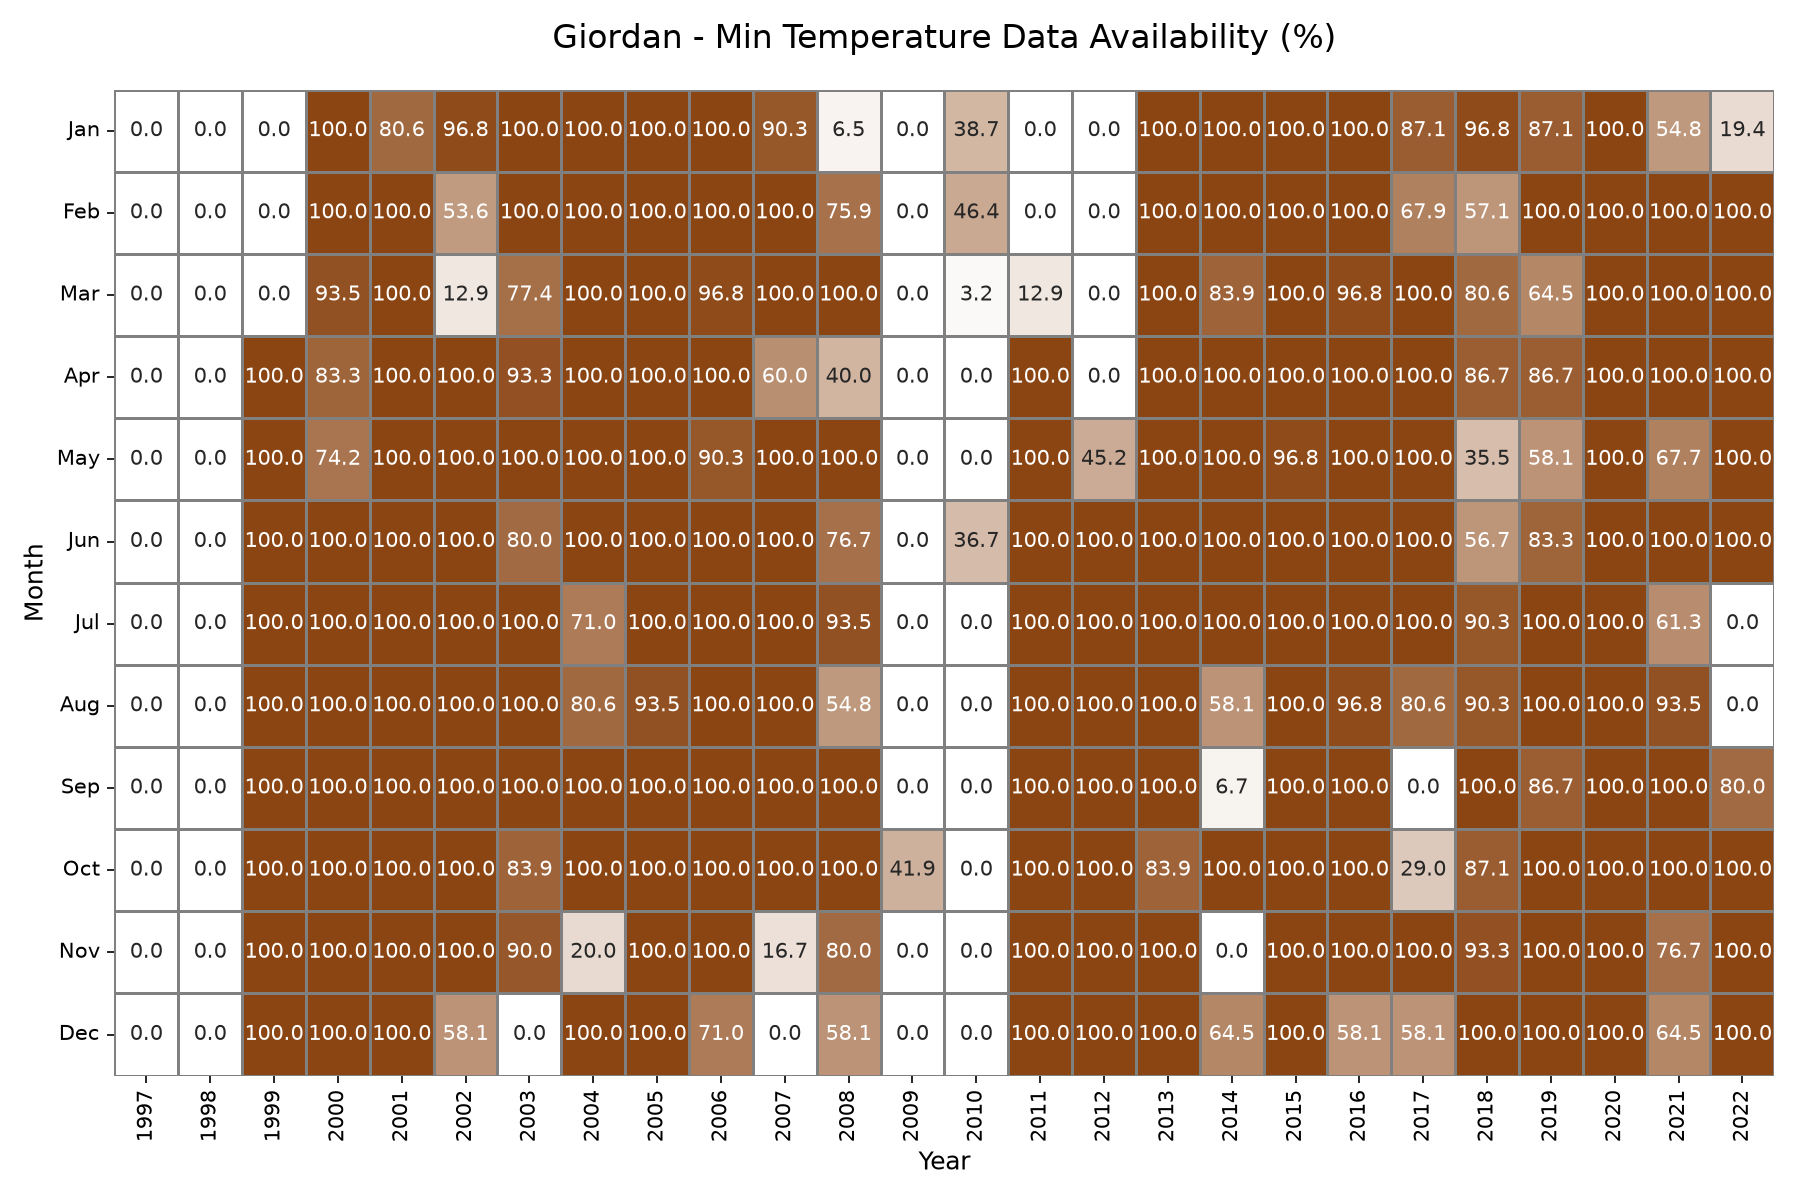 Giordan - Min Temperature Data Availability (%)
Jan 0.0 0.0 0.0 100.0 80.6 96.8 100.0 100.0 100.0 100.0 90.3 6.5 0.0 38.7 0.0 0.0 100.0 100.0 100.0 100.0 87.1 96.8 87.1 100.0 54.8 19.4
Feb 0.0 0.0 0.0 100.0 100.0 53.6 100.0 100.0 100.0 100.0 100.0 75.9 0.0 46.4 0.0 0.0 100.0 100.0 100.0 100.0 67.9 57.1 100.0 100.0 100.0 100.0
Mar 0.0 0.0 0.0 93.5 100.0 12.9 77.4 100.0 100.0 96.8 100.0 100.0 0.0 3.2 12.9 0.0 100.0 83.9 100.0 96.8 100.0 80.6 64.5 100.0 100.0 100.0
Apr 0.0 0.0 100.0 83.3 100.0 100.0 93.3 100.0 100.0 100.0 60.0 40.0 0.0 0.0 100.0 0.0 100.0 100.0 100.0 100.0 100.0 86.7 86.7 100.0 100.0 100.0
May 0.0 0.0 100.0 74.2 100.0 100.0 100.0 100.0 100.0 90.3 100.0 100.0 0.0 0.0 100.0 45.2 100.0 100.0 96.8 100.0 100.0 35.5 58.1 100.0 67.7 100.0
Jun 0.0 0.0 100.0 100.0 100.0 100.0 80.0 100.0 100.0 100.0 100.0 76.7 0.0 36.7 100.0 100.0 100.0 100.0 100.0 100.0 100.0 56.7 83.3 100.0 100.0 100.0
Jul 0.0 0.0 100.0 100.0 100.0 100.0 100.0 71.0 100.0 100.0 100.0 93.5 0.0 0.0 100.0 100.0 100.0 100.0 100.0 100.0 100.0 90.3 100.0 100.0 61.3 0.0
Aug 0.0 0.0 100.0 100.0 100.0 100.0 100.0 80.6 93.5 100.0 100.0 54.8 0.0 0.0 100.0 100.0 100.0 58.1 100.0 96.8 80.6 90.3 100.0 100.0 93.5 0.0
Sep 0.0 0.0 100.0 100.0 100.0 100.0 100.0 100.0 100.0 100.0 100.0 100.0 0.0 0.0 100.0 100.0 100.0 6.7 100.0 100.0 0.0 100.0 86.7 100.0 100.0 80.0
Oct 0.0 0.0 100.0 100.0 100.0 100.0 83.9 100.0 100.0 100.0 100.0 100.0 41.9 0.0 100.0 100.0 83.9 100.0 100.0 100.0 29.0 87.1 100.0 100.0 100.0 100.0
Nov 0.0 0.0 100.0 100.0 100.0 100.0 90.0 20.0 100.0 100.0 16.7 80.0 0.0 0.0 100.0 100.0 100.0 0.0 100.0 100.0 100.0 93.3 100.0 100.0 76.7 100.0
Dec 0.0 0.0 100.0 100.0 100.0 58.1 0.0 100.0 100.0 71.0 0.0 58.1 0.0 0.0 100.0 100.0 100.0 64.5 100.0 58.1 58.1 100.0 100.0 100.0 64.5 100.0
Month
1997 1998 1999 2000 2001 2002 2003 2004 2005 2006 2007 2008 2009 2010 2011 2012 2013 2014 2015 2016 2017 2018 2019 2020 2021 2022
Year